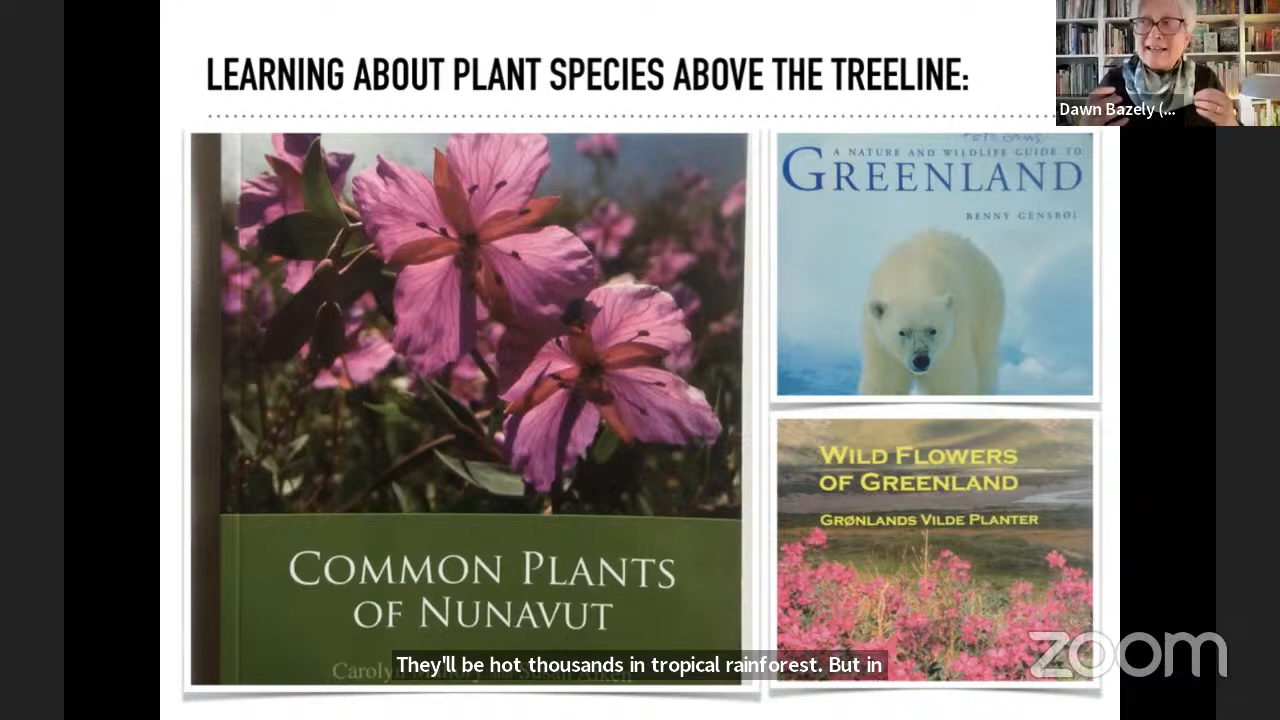 LEARNING ABOUT PLANT SPECIES ABOVE THE TREELINE:
Dawn Bazely (...
A NATURE AND WILDLIFE GUIDE TO
GREENLAND
BENNY GÉNSBØL
WILD FLOWERS
OF GREENLAND
GRØNLANDS VILDE PLANTER
COMMON PLANTS
OF NUNAVUT
They'll be hot thousands in tropical rainforest. But in
zoom